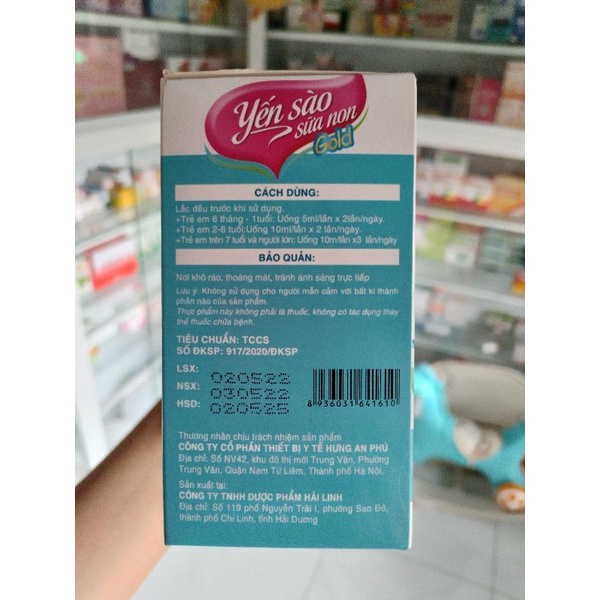 Yến sào
sữa non
Gold
CÁCH DÙNG:
Lắc đều trước khi sử dụng.
+Trẻ em 6 tháng - 1tuổi: Uống 5ml/lần x 2lần/ngày.
+Trẻ em 2-6 tuổi:Uống 10ml/lần x 2 lần/ngày.
+Trẻ em trên 7 tuổi và người lớn: Uống 10m/lần x3 lần/ngày
BẢO QUẢN:
Nơi khô ráo, thoáng mát, tránh ánh sáng trực tiếp
Lưu ý: Không sử dụng cho người mẫn cảm với bất kì thành
phần nào của sản phẩm.
Thực phẩm này không phải là thuốc, không có tác dụng thay
thế thuốc chữa bệnh.
TIÊU CHUẨN: TCCS
SỐ ĐKSP: 917/2020/ĐKSP
LSX: 020522
NSX: 030522
HSD: 020525
8 936031 641610
Thương nhân chịu trách nhiệm sản phẩm
CÔNG TY CỔ PHẦN THIẾT BỊ Y TẾ HƯNG AN PHÚ
Địa chỉ: Số NV42, khu đô thị mới Trung Văn, Phường
Trung Văn, Quận Nam Từ Liêm, Thành phố Hà Nội.
Sản xuất tại:
CÔNG TY TNHH DƯỢC PHẨM HẢI LINH
Địa chỉ: Số 119 phố Nguyễn Trãi I, phường Sao Đỏ,
thành phố Chí Linh, tỉnh Hải Dương